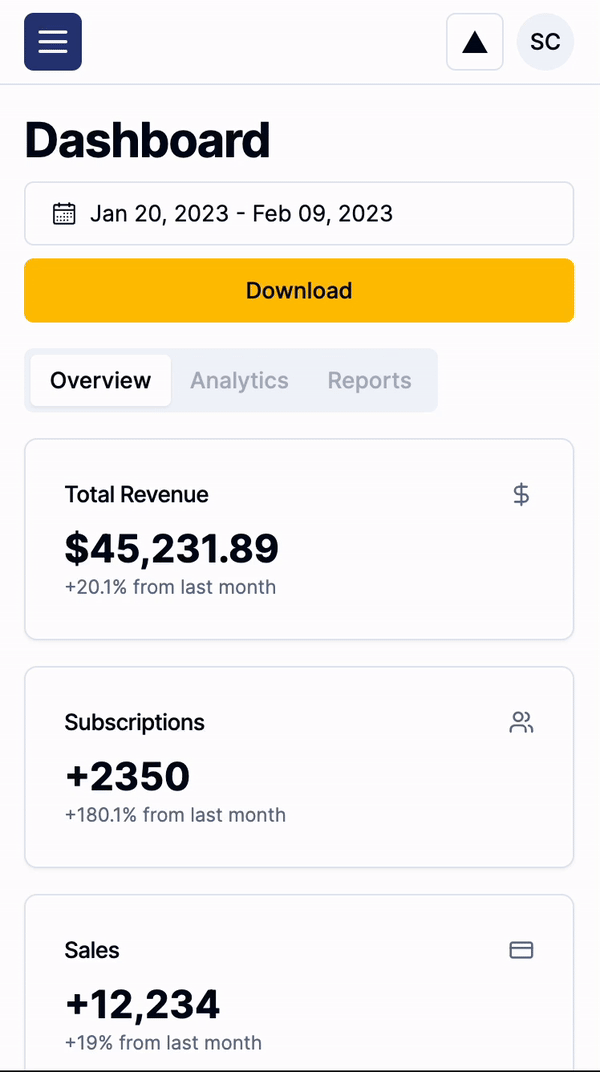 SC
Dashboard
Jan 20, 2023 - Feb 09, 2023
Download
Overview Analytics Reports
Total Revenue
$45,231.89
+20.1% from last month
Subscriptions
+2350
+180.1% from last month
Sales
+12,234
+19% from last month